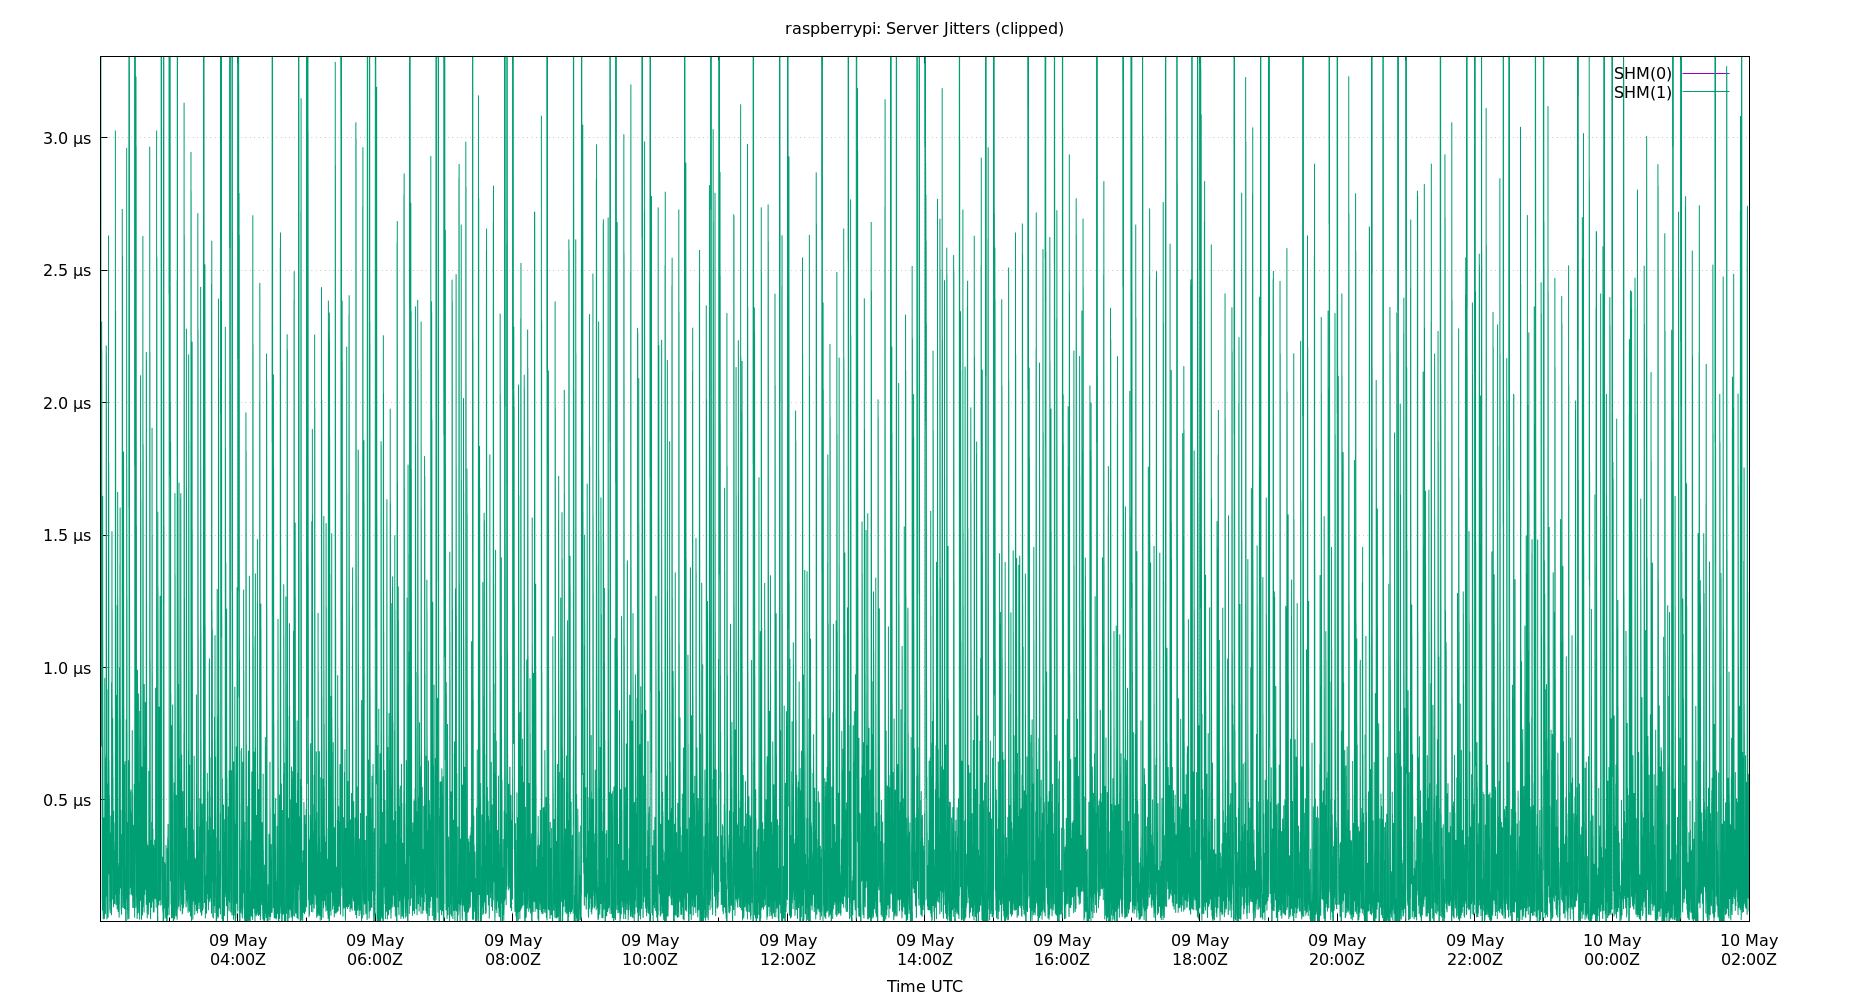 raspberrypi: Server Jitters (clipped)
SHM(0)
SHM(1)
3.0 µs
2.5 µs
2.0 µs
1.5 µs
1.0 µs
0.5 µs
09 May 09 May 09 May 09 May 09 May 09 May 09 May 09 May 09 May 09 May 10 May 10 May
04:00Z 06:00Z 08:00Z 10:00Z 12:00Z 14:00Z 16:00Z 18:00Z 20:00Z 22:00Z 00:00Z 02:00Z
Time UTC